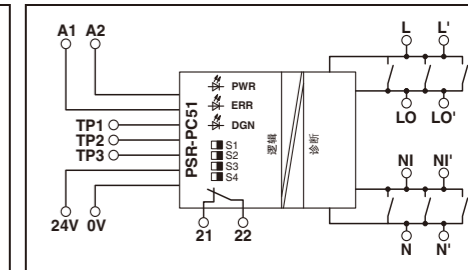 A1 A2
L L'
PWR
ERR
DGN
LO LO'
TP1
TP2
TP3
PSR-PC51
S1
S2
S3
S4
逻辑
诊断
NI NI'
24V 0V
21 22
N N'